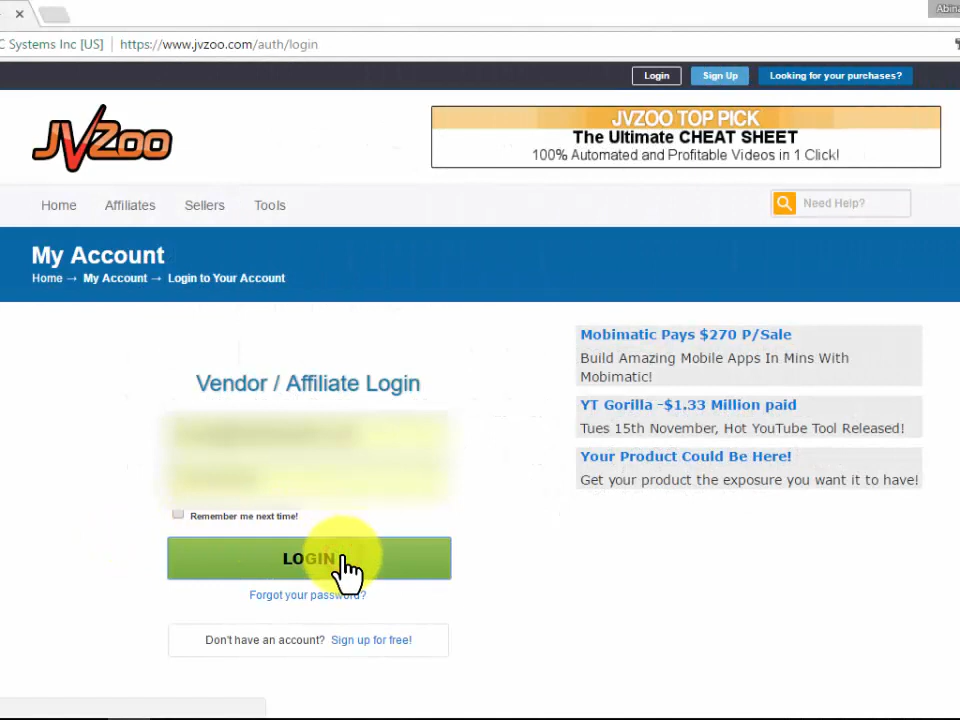 Abina
C Systems Inc [US] https://www.jvzoo.com/auth/login
Login Sign Up Looking for your purchases?
JVZoo
JVZOO TOP PICK
The Ultimate CHEAT SHEET
100% Automated and Profitable Videos in 1 Click!
Home Affiliates Sellers Tools Need Help?
My Account
Home → My Account → Login to Your Account
Mobimatic Pays $270 P/Sale
Build Amazing Mobile Apps In Mins With
Mobimatic!
Vendor / Affiliate Login
YT Gorilla -$1.33 Million paid
Tues 15th November, Hot YouTube Tool Released!
Your Product Could Be Here!
Get your product the exposure you want it to have!
Remember me next time!
LOGIN
Forgot your password?
Don't have an account? Sign up for free!